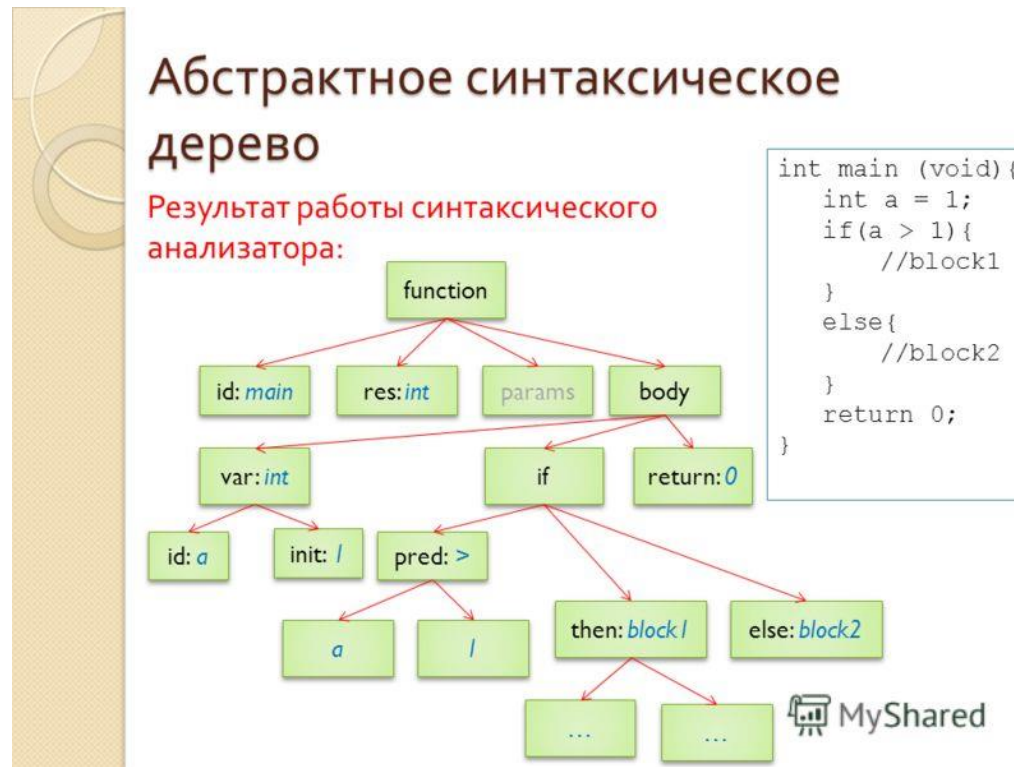 Абстрактное синтаксическое
дерево
Результат работы синтаксического
анализатора:
int main (void){
int a = 1;
if(a > 1){
//block1
}
else{
//block2
}
return 0;
}
function
id: main
res: int
params
body
var: int
if
return: 0
id: a
init: 1
pred: >
a
1
then: block1
else: block2
...
...
MyShared